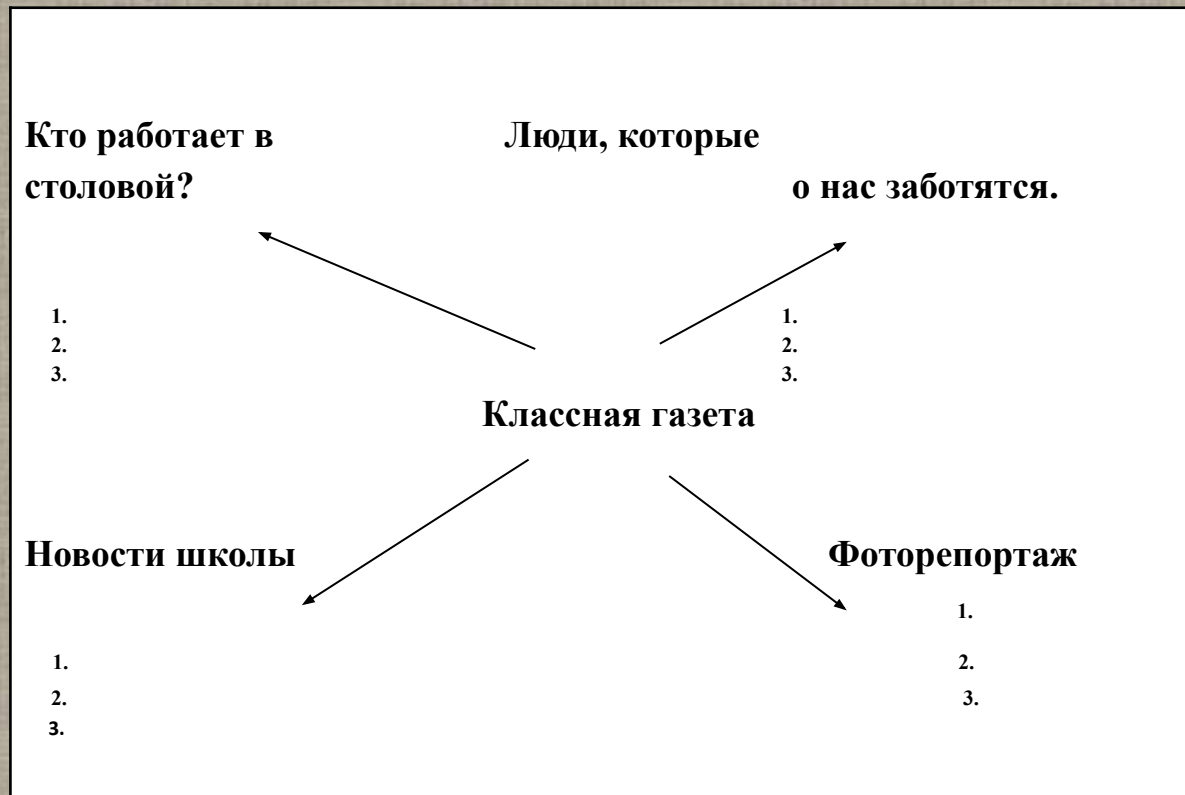 Кто работает в
столовой?
Люди, которые
о нас заботятся.
1.
2.
3.
1.
2.
3.
Классная газета
Новости школы
Фоторепортаж
1.
2.
3.
1.
2.
3.